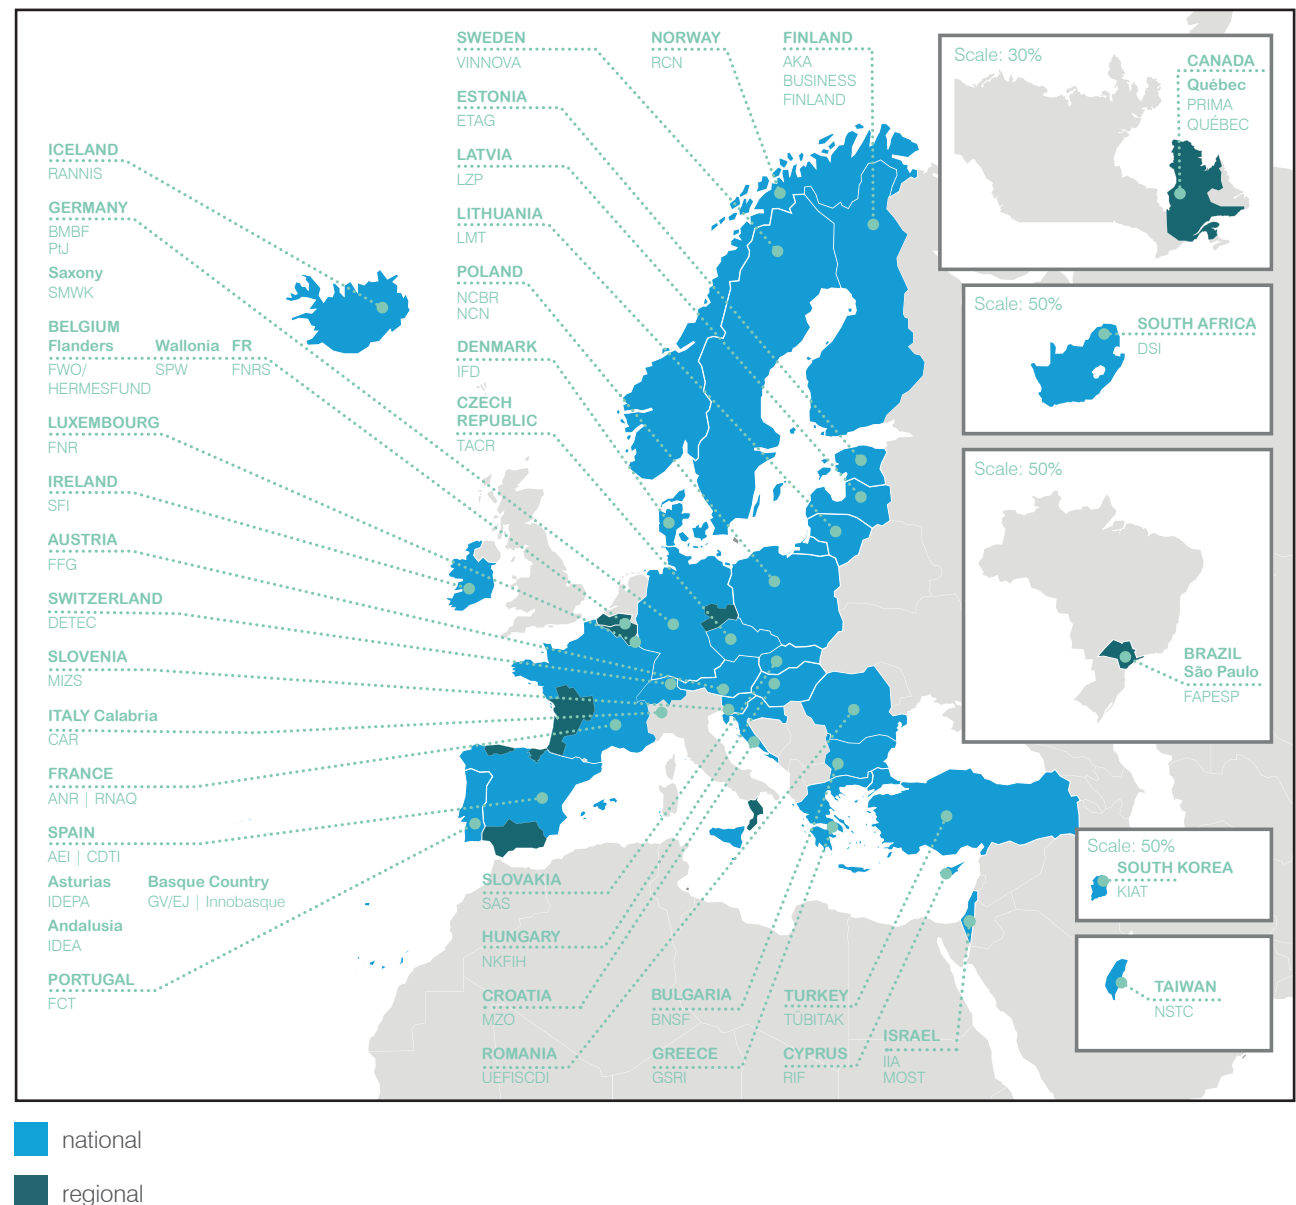 SWEDEN
VINNOVA
NORWAY
RCN
FINLAND
AKA
BUSINESS
FINLAND
ESTONIA
ETAG
LATVIA
LZP
LITHUANIA
LMT
POLAND
NCBR
NCN
DENMARK
IFD
CZECH
REPUBLIC
TACR
ICELAND
RANNIS
GERMANY
BMBF
PtJ
Saxony
SMWK
BELGIUM
Flanders Wallonia FR
FWO/ SPW FNRS
HERMESFUND
LUXEMBOURG
FNR
IRELAND
SFI
AUSTRIA
FFG
SWITZERLAND
DETEC
SLOVENIA
MIZS
ITALY Calabria
CAR
FRANCE
ANR | RNAQ
SPAIN
AEI | CDTI
Asturias Basque Country
IDEPA GV/EJ | Innobasque
Andalusia
IDEA
PORTUGAL
FCT
SLOVAKIA
SAS
HUNGARY
NKFIH
CROATIA
MZO
ROMANIA
UEFISCDI
BULGARIA
BNSF
GREECE
GSRI
TURKEY
TÜBITAK
CYPRUS
RIF
ISRAEL
IIA
MOST
Scale: 30%
CANADA
Québec
PRIMA
QUÉBEC
Scale: 50%
SOUTH AFRICA
DSI
Scale: 50%
BRAZIL
São Paulo
FAPESP
Scale: 50%
SOUTH KOREA
KIAT
TAIWAN
NSTC
national
regional